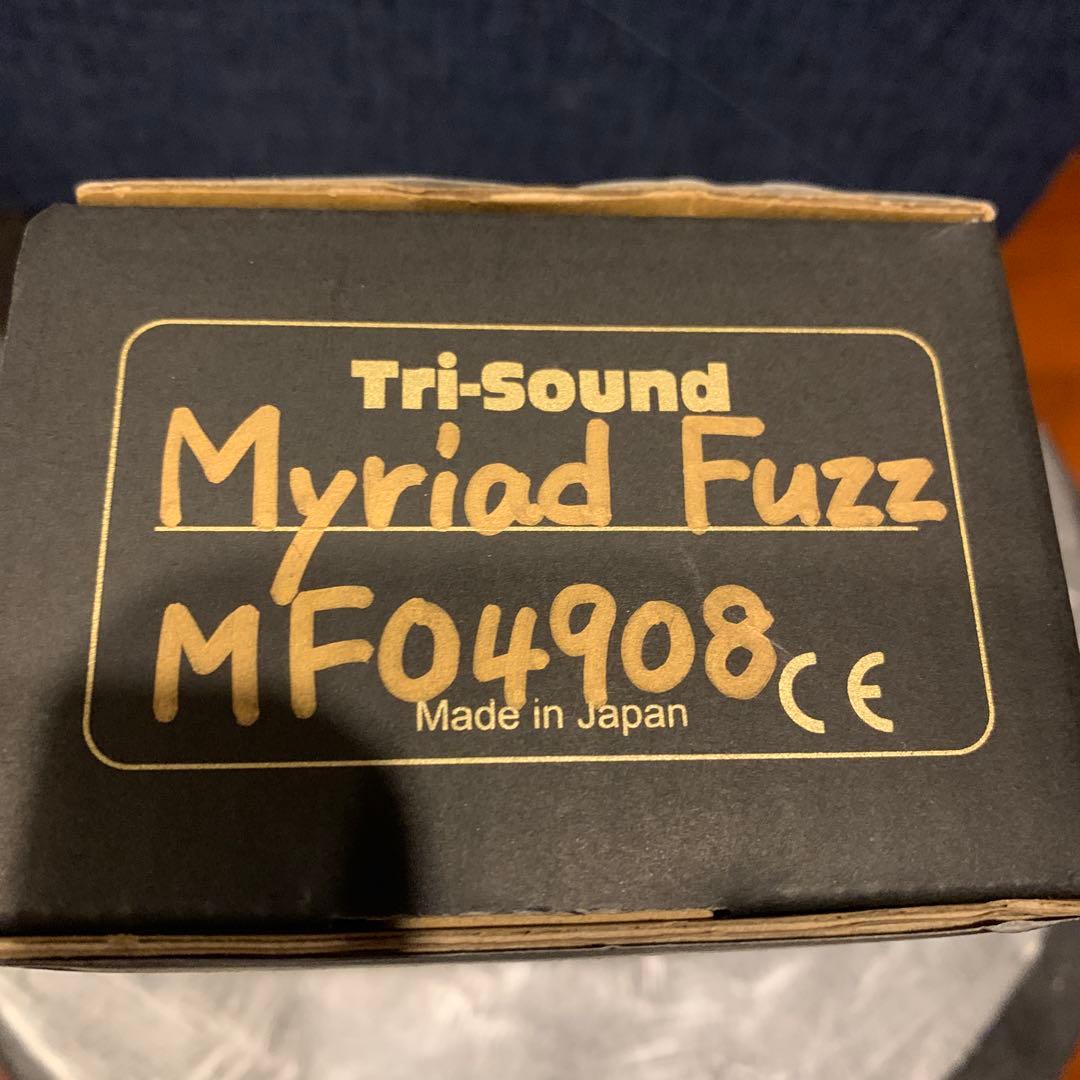 Tri-Sound
Myriad Fuzz
MF04908
Made in Japan CE